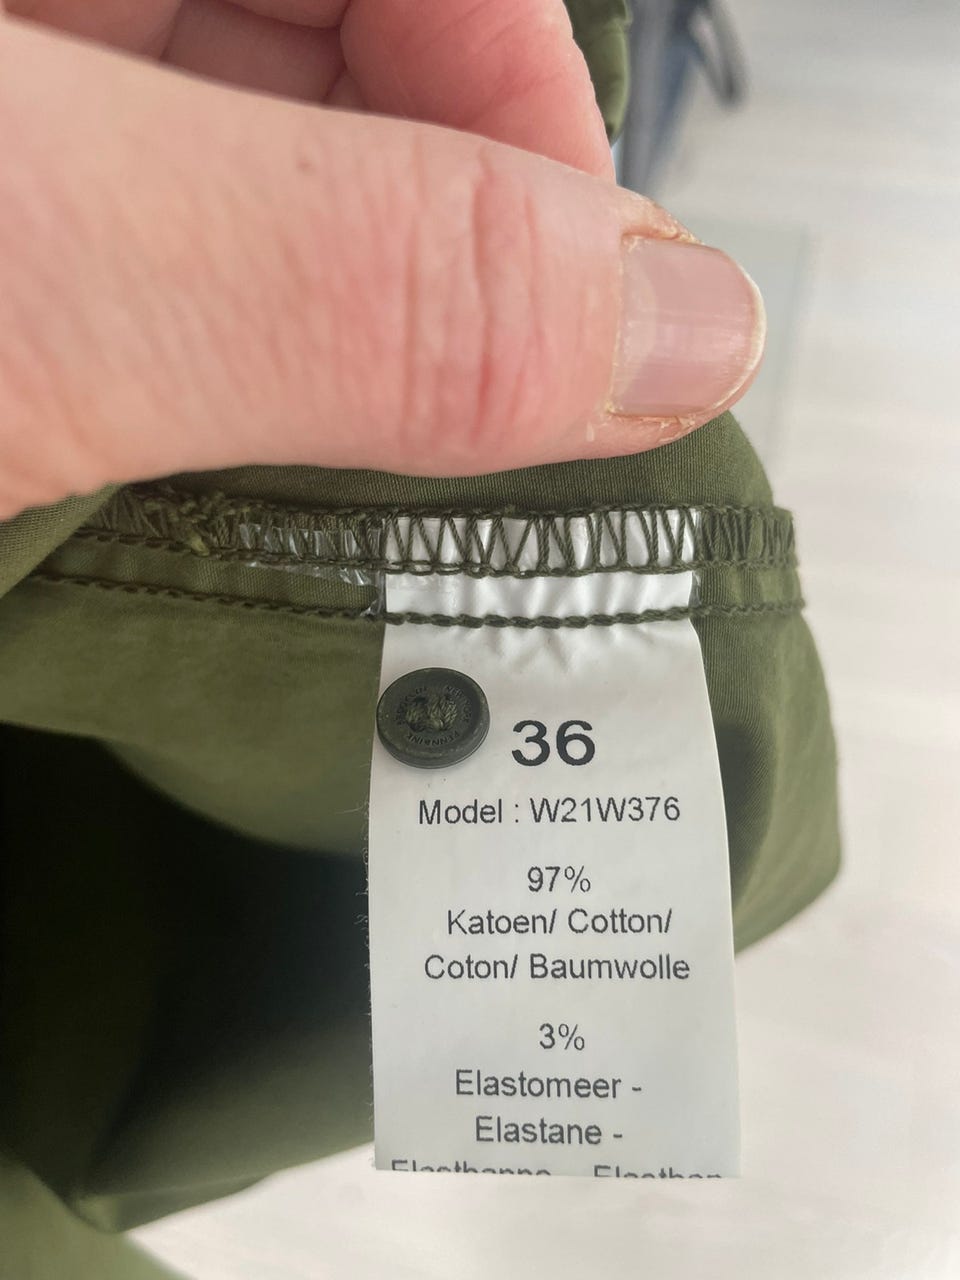 36
Model : W21W376
97%
Katoen/ Cotton/
Coton/ Baumwolle
3%
Elastomeer -
Elastane -